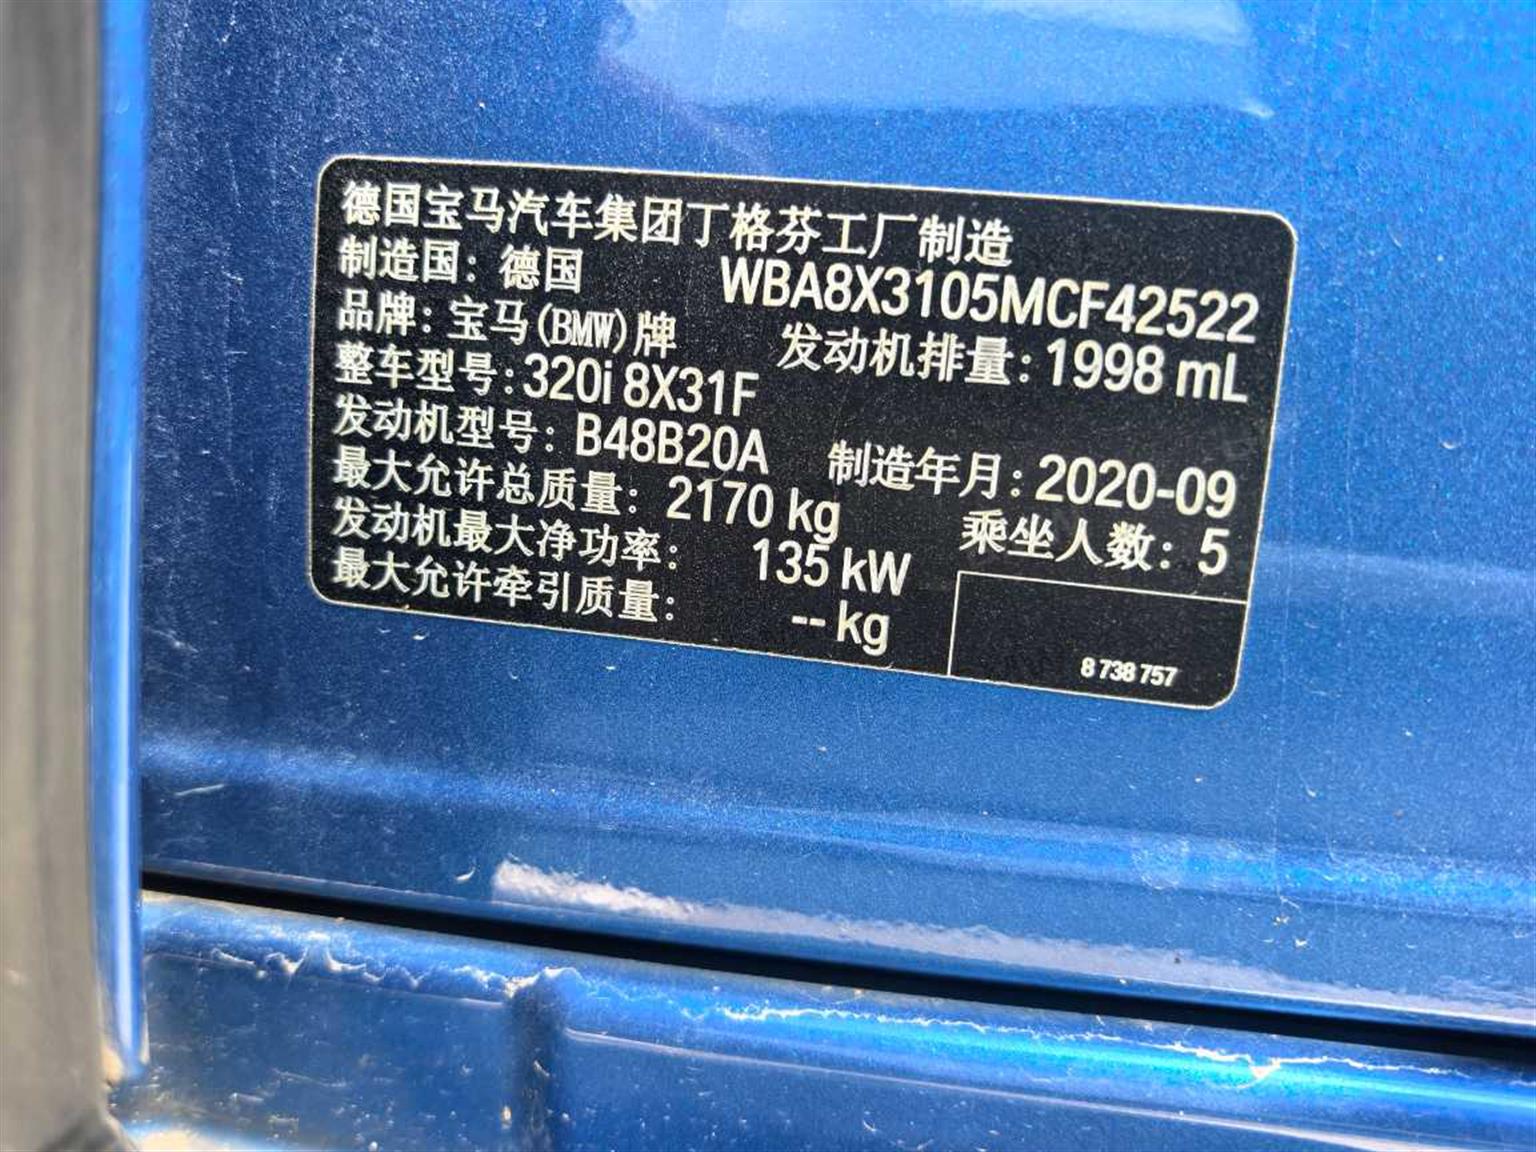 德国宝马汽车集团丁格芬工厂制造
制造国：德国 WBA8X3105MCF42522
品牌：宝马(BMW)牌 发动机排量：1998 mL
整车型号：320i 8X31F
发动机型号：B48B20A 制造年月：2020-09
最大允许总质量：2170 kg 乘坐人数：5
发动机最大净功率：135 kW
最大允许牵引质量：-- kg
8 738 757